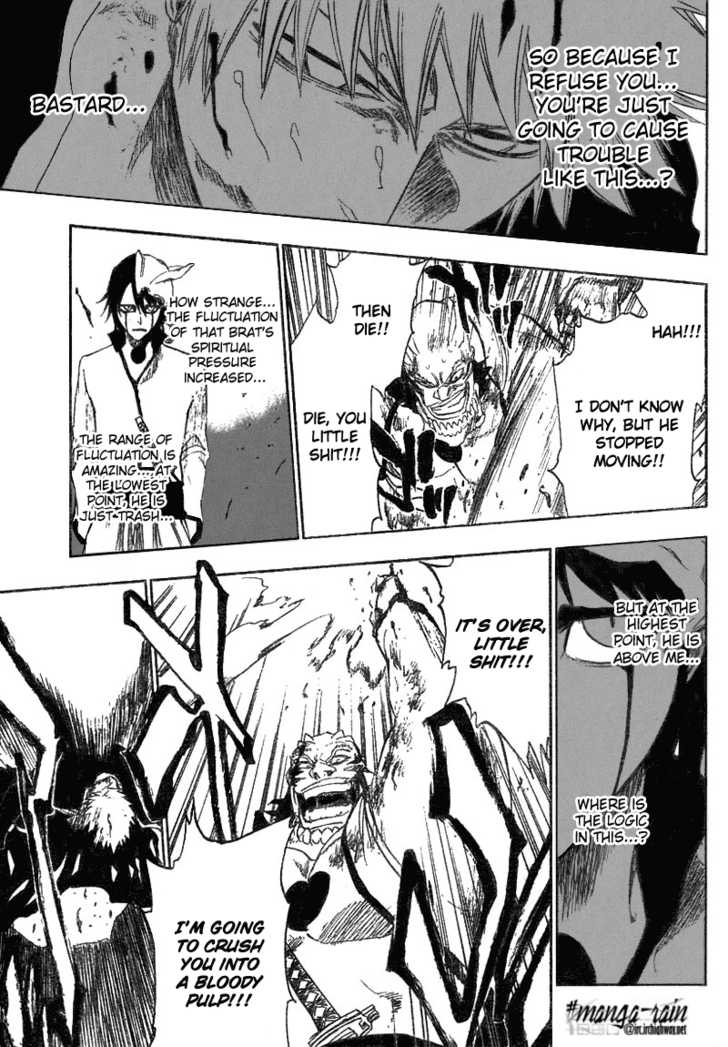 SO BECAUSE I
REFUSE YOU...
YOU'RE JUST
GOING TO CAUSE
TROUBLE
LIKE THIS...?
BASTARD...
HAH!!!
I DON'T KNOW
WHY, BUT HE
STOPPED
MOVING!!
THEN
DIE!!
DIE, YOU
LITTLE
SHIT!!!
HOW STRANGE...
THE FLUCTUATION
OF THAT BRAT'S
SPIRITUAL
PRESSURE
INCREASED...
THE RANGE OF
FLUCTUATION IS
AMAZING... AT
THE LOWEST
POINT, HE IS
JUST TRASH...
BUT AT THE
HIGHEST
POINT, HE IS
ABOVE ME...
WHERE IS
THE LOGIC
IN THIS...?
IT'S OVER,
LITTLE
SHIT!!!
I'M GOING
TO CRUSH
YOU INTO
A BLOODY
PULP!!!
#manga-rain
@irc.irchighway.net